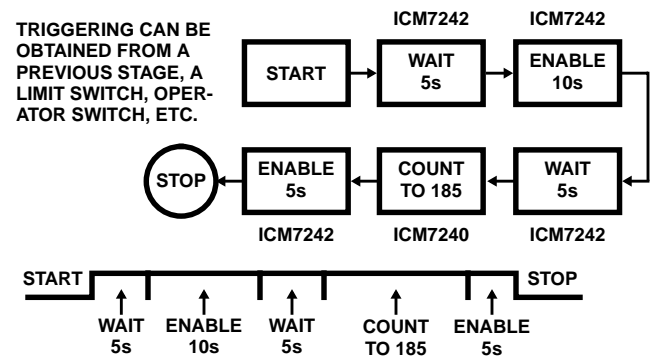 TRIGGERING CAN BE
OBTAINED FROM A
PREVIOUS STAGE, A
LIMIT SWITCH, OPER-
ATOR SWITCH, ETC.
ICM7242
ICM7242
START
WAIT
5s
ENABLE
10s
STOP
ENABLE
5s
COUNT
TO 185
WAIT
5s
ICM7242
ICM7240
ICM7242
START
STOP
WAIT
5s
ENABLE
10s
WAIT
5s
COUNT
TO 185
ENABLE
5s